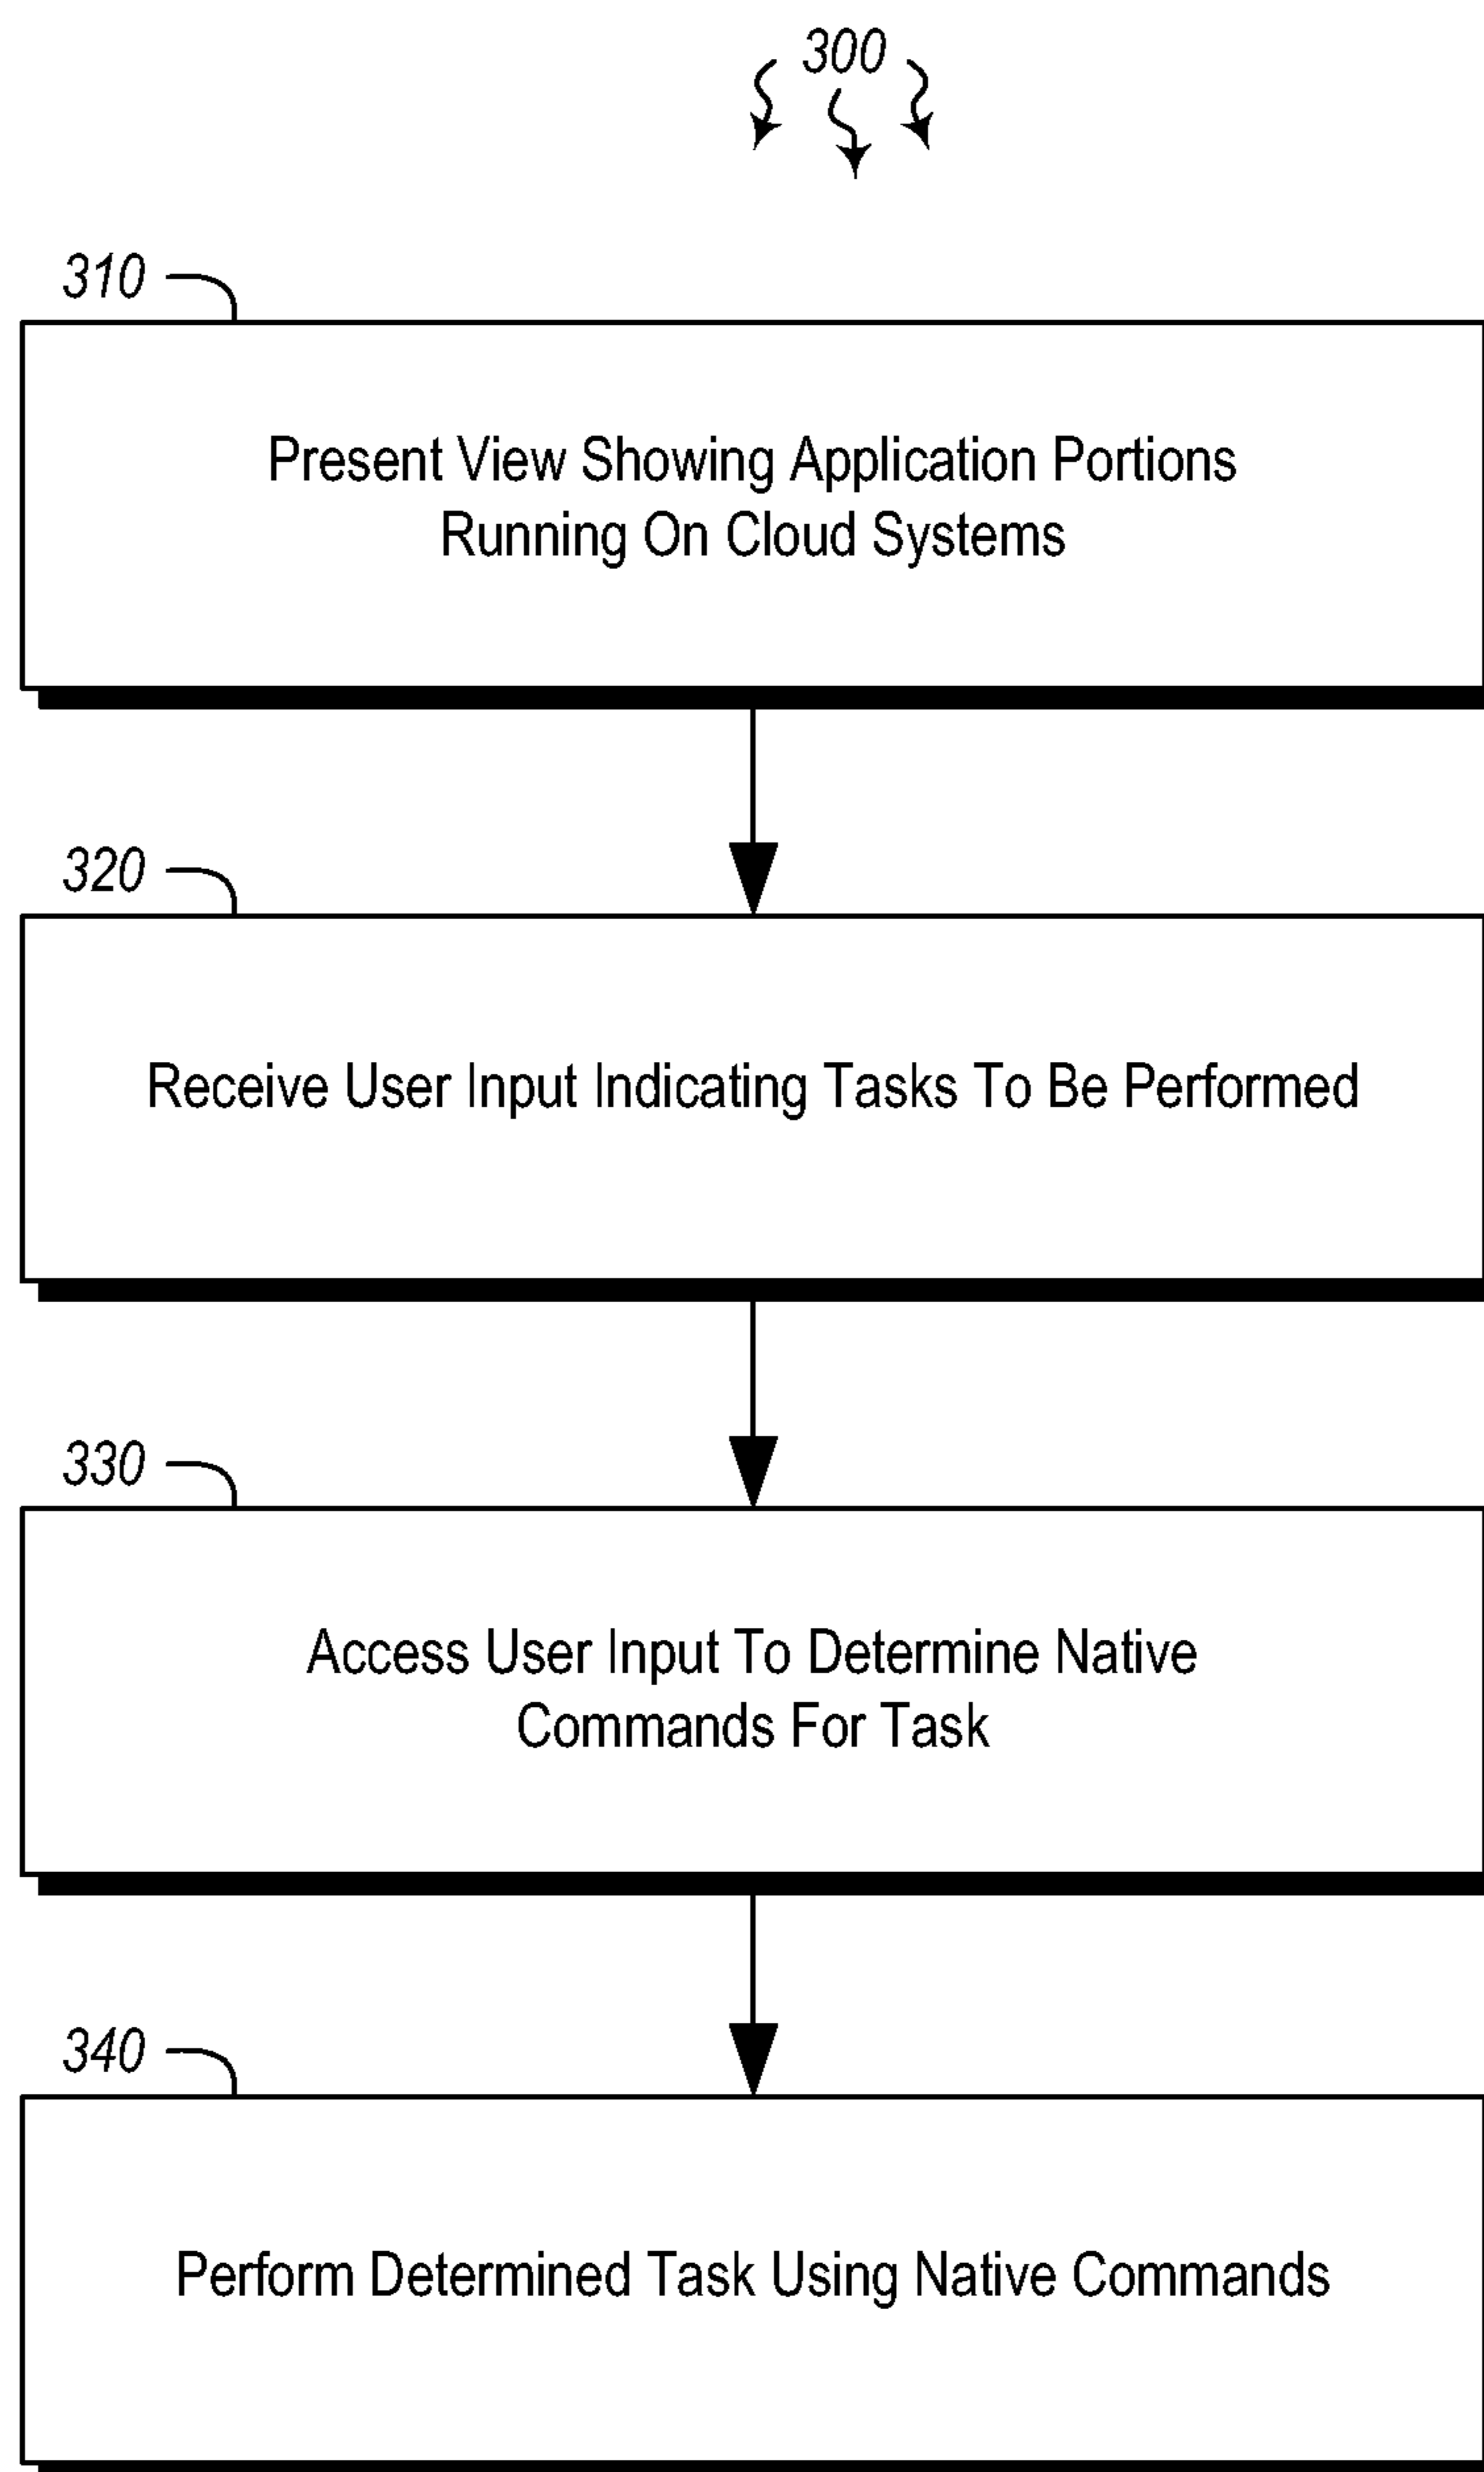 300
310
Present View Showing Application Portions
Running On Cloud Systems
320
Receive User Input Indicating Tasks To Be Performed
330
Access User Input To Determine Native
Commands For Task
340
Perform Determined Task Using Native Commands